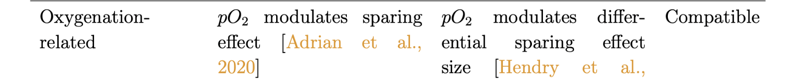 Oxygenation- pO2 modulates sparing pO2 modulates differ- Compatible
related effect [Adrian et al., ential sparing effect
2020] size [Hendry et al.,